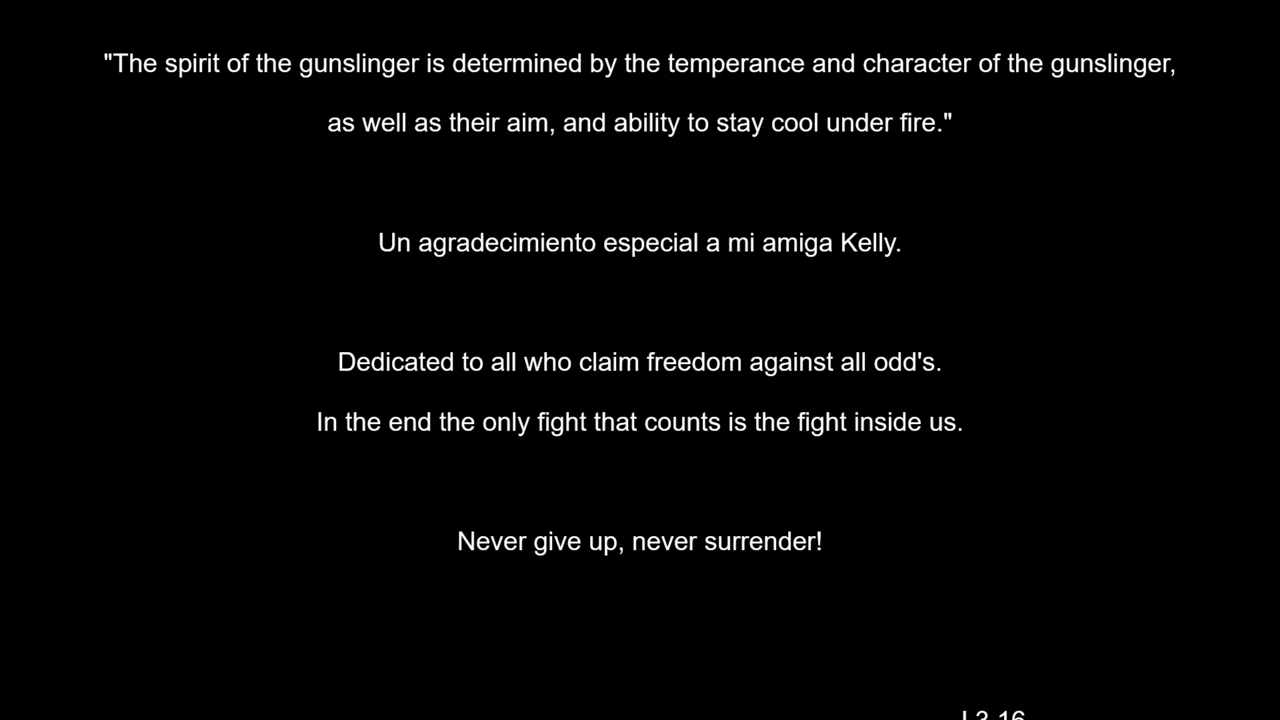 "The spirit of the gunslinger is determined by the temperance and character of the gunslinger,
as well as their aim, and ability to stay cool under fire."
Un agradecimiento especial a mi amiga Kelly.
Dedicated to all who claim freedom against all odd's.
In the end the only fight that counts is the fight inside us.
Never give up, never surrender!